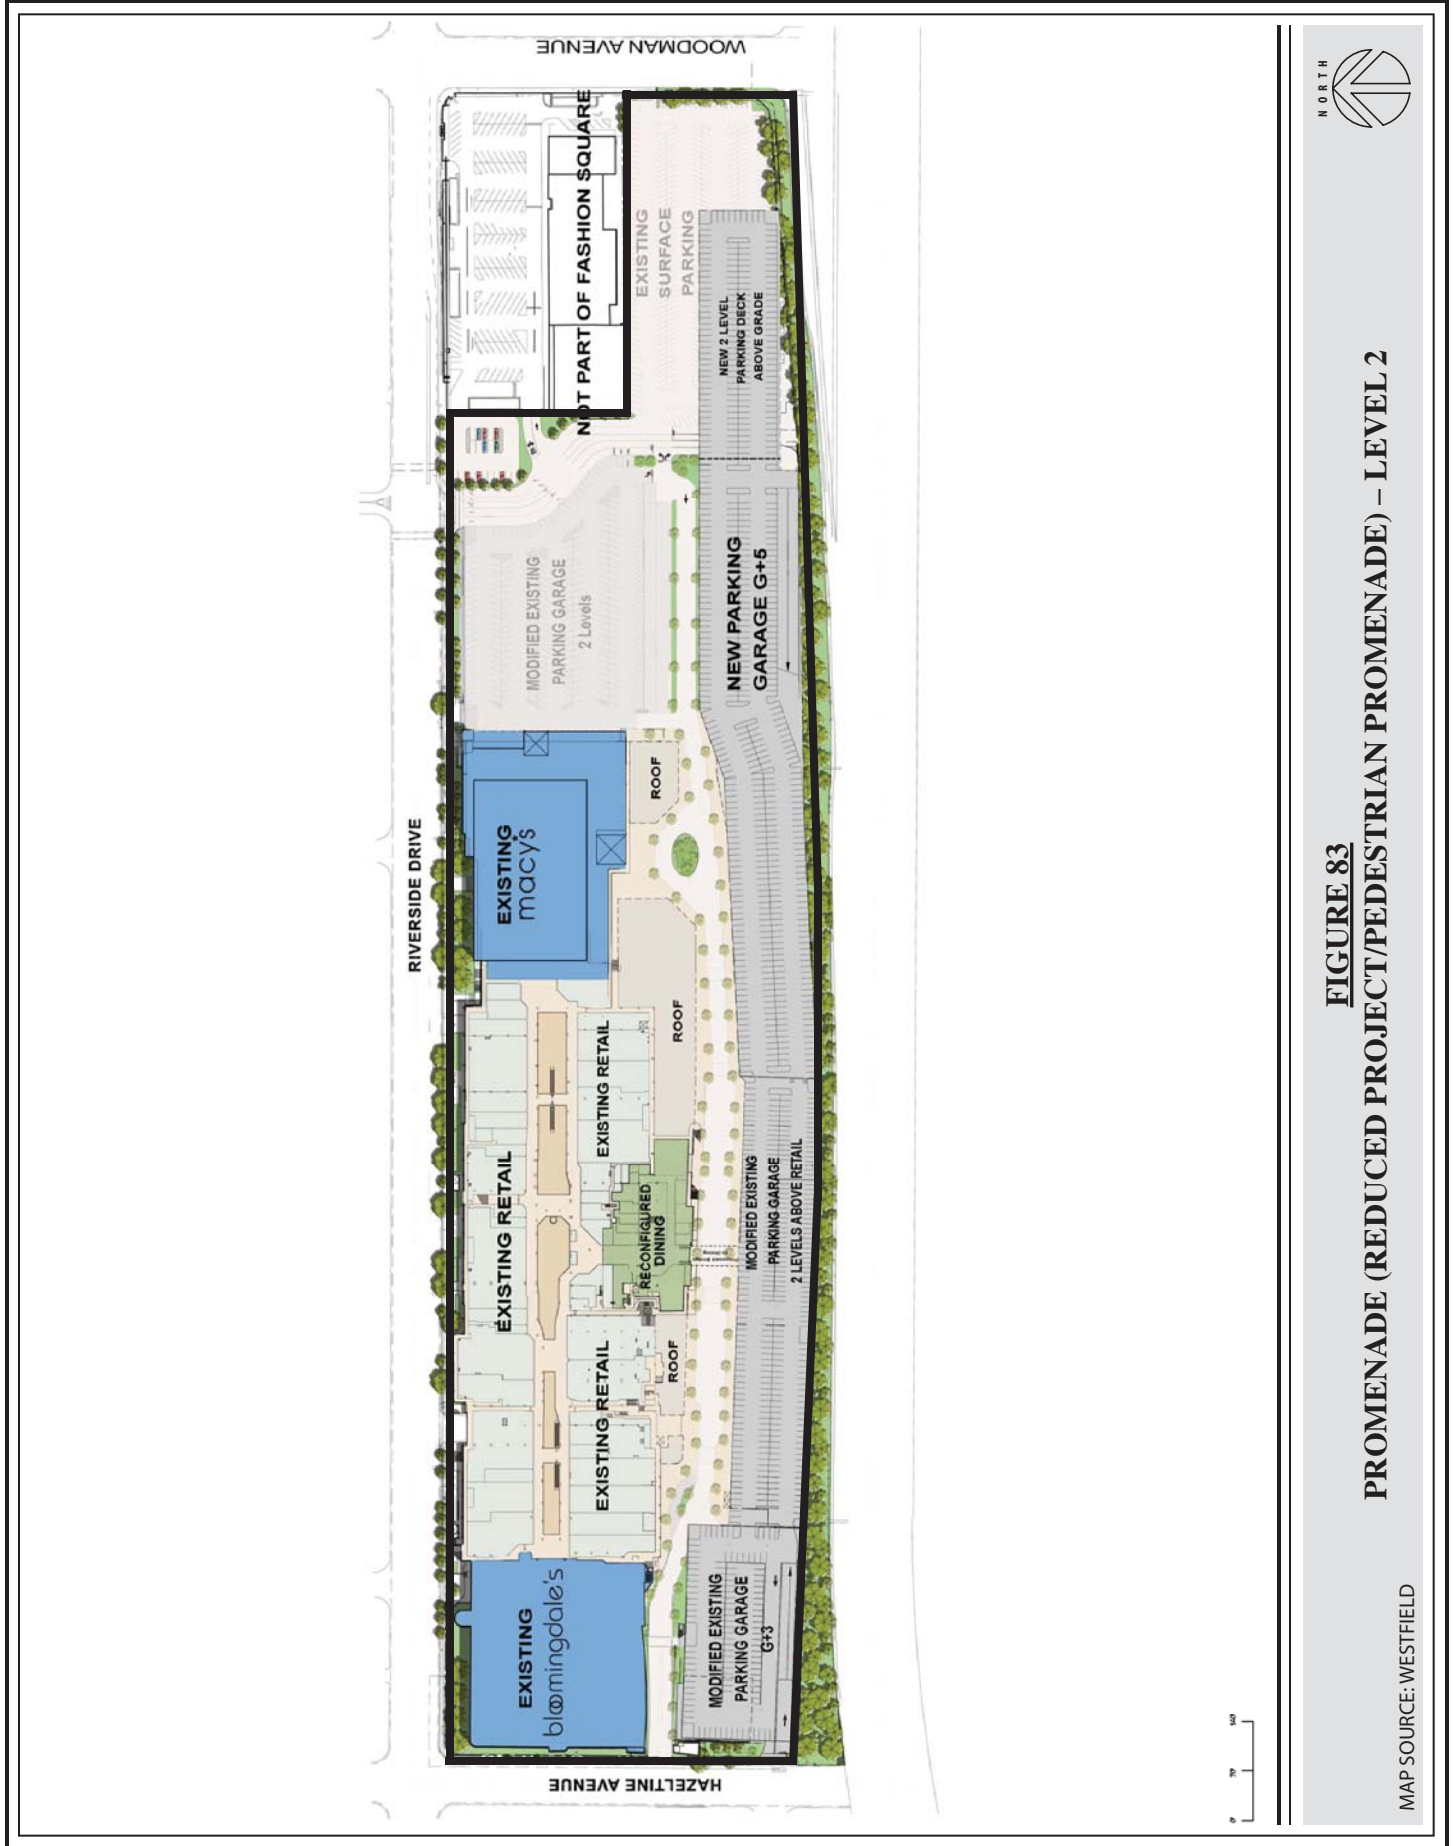 WOODMAN AVENUE
NOT PART OF FASHION SQUARE
EXISTING
SURFACE
PARKING
NEW 2 LEVEL
PARKING DECK
ABOVE GRADE
MODIFIED EXISTING
PARKING GARAGE
2 Levels
NEW PARKING
GARAGE G+5
RIVERSIDE DRIVE
EXISTING
macy's
ROOF
ROOF
EXISTING RETAIL
EXISTING RETAIL
RECONFIGURED
DINING
MODIFIED EXISTING
PARKING GARAGE
2 LEVELS ABOVE RETAIL
ROOF
EXISTING RETAIL
EXISTING
bloomingdale's
MODIFIED EXISTING
PARKING GARAGE
G+3
HAZELTINE AVENUE
NORTH
FIGURE 83
PROMENADE (REDUCED PROJECT/PEDESTRIAN PROMENADE) – LEVEL 2
MAP SOURCE: WESTFIELD